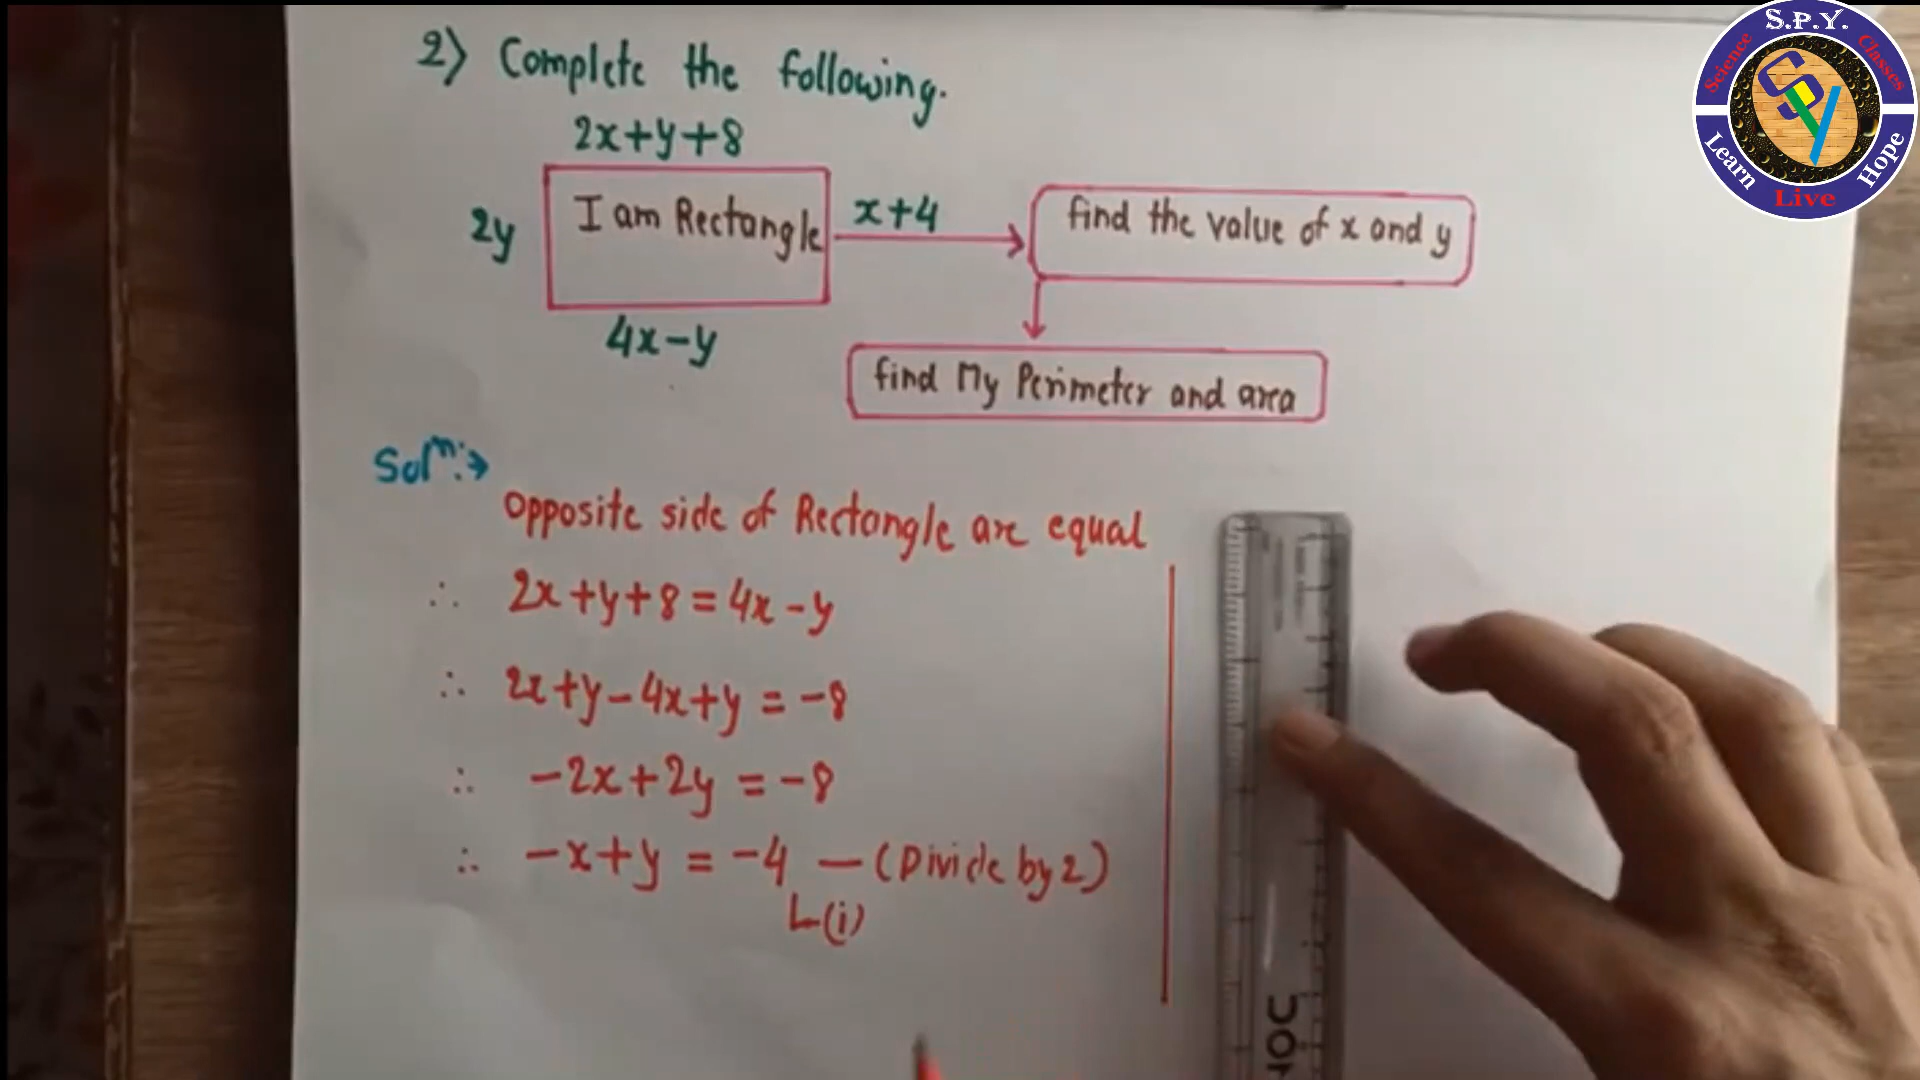 2) Complete the following.
2x+y+8
2y
I am Rectangle
x+4
find the value of x and y
4x-y
find My Perimeter and area
Solⁿ:→
Opposite side of Rectangle are equal
∴ 2x+y+8 = 4x-y
∴ 2x+y-4x+y = -8
∴ -2x+2y = -8
∴ -x+y = -4 — (Divide by 2)
(i)
S.P.Y.
Science
Classes
SPY
Learn
Live
Hope